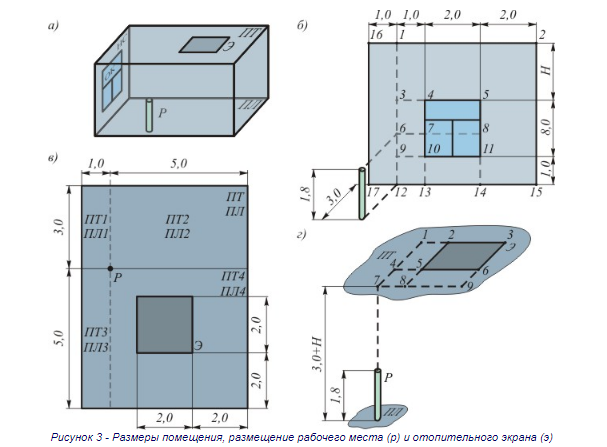 а)
ПТ
Э
НС
ОК
Р
ПЛ
б)
1,0 1,0 2,0 2,0
16 1 2
Н
3 4 5
6 7 8
8,0
9 10 11
1,0
1,8
3,0
17 12 13 14 15
в)
1,0 5,0
ПТ
ПЛ
ПТ1 ПТ2
ПЛ1 ПЛ2
3,0
Р
ПТ4
ПЛ4
ПТ3
ПЛ3
5,0
Э
2,0
2,0
2,0 2,0
г)
1 2 3
Э
ПТ
4 5 6
7 8 9
3,0+Н
Р
1,8
ПЛ
Рисунок 3 - Размеры помещения, размещение рабочего места (р) и отопительного экрана (э)